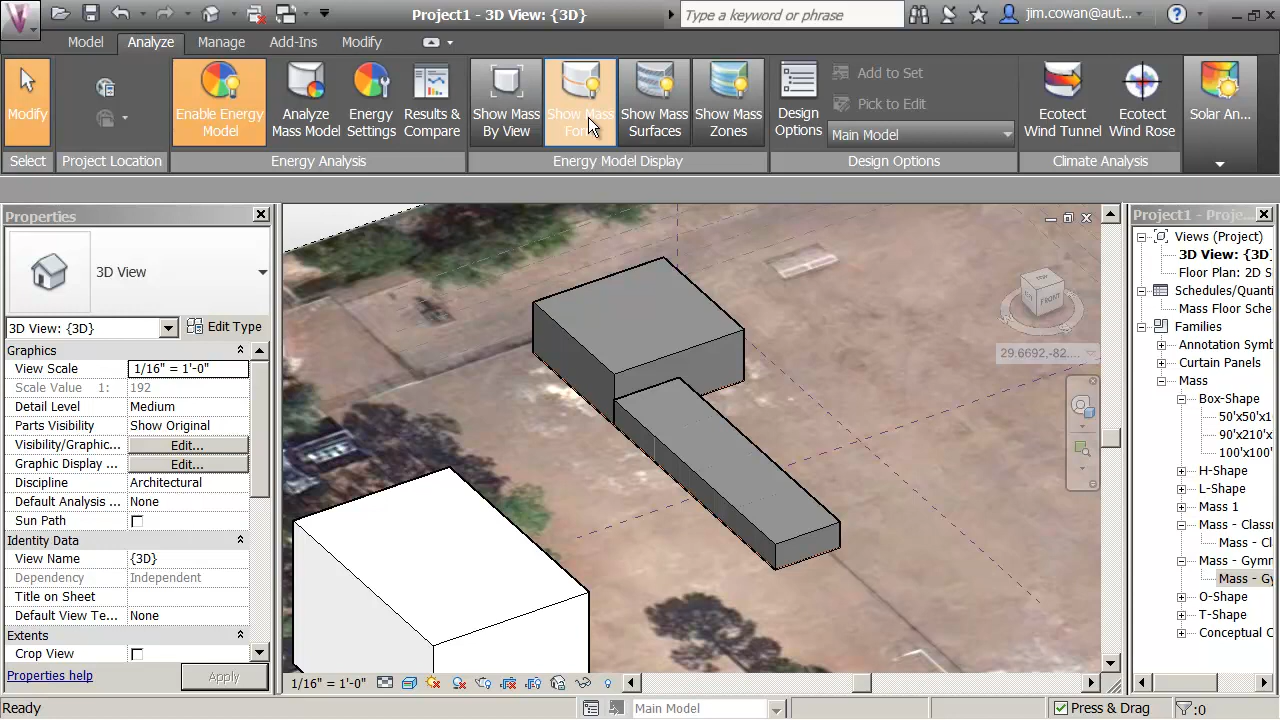 Project1 - 3D View: {3D}
Type a keyword or phrase
jim.cowan@aut...
Model
Analyze
Manage
Add-Ins
Modify
Modify
Enable Energy
Model
Analyze
Mass Model
Energy
Settings
Results &
Compare
Show Mass
By View
Show Mass
Form
Show Mass
Surfaces
Show Mass
Zones
Design
Options
Add to Set
Pick to Edit
Main Model
Ecotect
Wind Tunnel
Ecotect
Wind Rose
Solar An...
Select
Project Location
Energy Analysis
Energy Model Display
Design Options
Climate Analysis
Properties
3D View
3D View: {3D}
Edit Type
Graphics
View Scale
1/16" = 1'-0"
Scale Value 1:
192
Detail Level
Medium
Parts Visibility
Show Original
Visibility/Graphic...
Edit...
Graphic Display ...
Edit...
Discipline
Architectural
Default Analysis ...
None
Sun Path
Identity Data
View Name
{3D}
Dependency
Independent
Title on Sheet
Default View Te...
None
Extents
Crop View
Properties help
Apply
TOP
FRONT
29.6692,-82....
Project1 - Proje...
Views (Project)
3D View: {3D
Floor Plan: 2D S
Schedules/Quanti
Mass Floor Sche
Families
Annotation Symb
Curtain Panels
Mass
Box-Shape
50'x50'x1
90'x210'x
100'x100'
H-Shape
L-Shape
Mass 1
Mass - Classr
Mass - Cl
Mass - Gymn
Mass - Gy
O-Shape
T-Shape
Conceptual C
1/16" = 1'-0"
Ready
Main Model
Press & Drag
:0